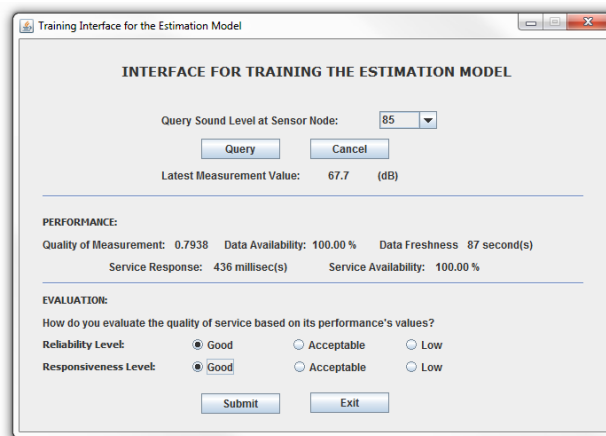 Training Interface for the Estimation Model
INTERFACE FOR TRAINING THE ESTIMATION MODEL
Query Sound Level at Sensor Node: 85
Query Cancel
Latest Measurement Value: 67.7 (dB)
PERFORMANCE:
Quality of Measurement: 0.7938 Data Availability: 100.00 % Data Freshness 87 second(s)
Service Response: 436 millisec(s) Service Availability: 100.00 %
EVALUATION:
How do you evaluate the quality of service based on its performance's values?
Reliability Level: Good Acceptable Low
Responsiveness Level: Good Acceptable Low
Submit Exit